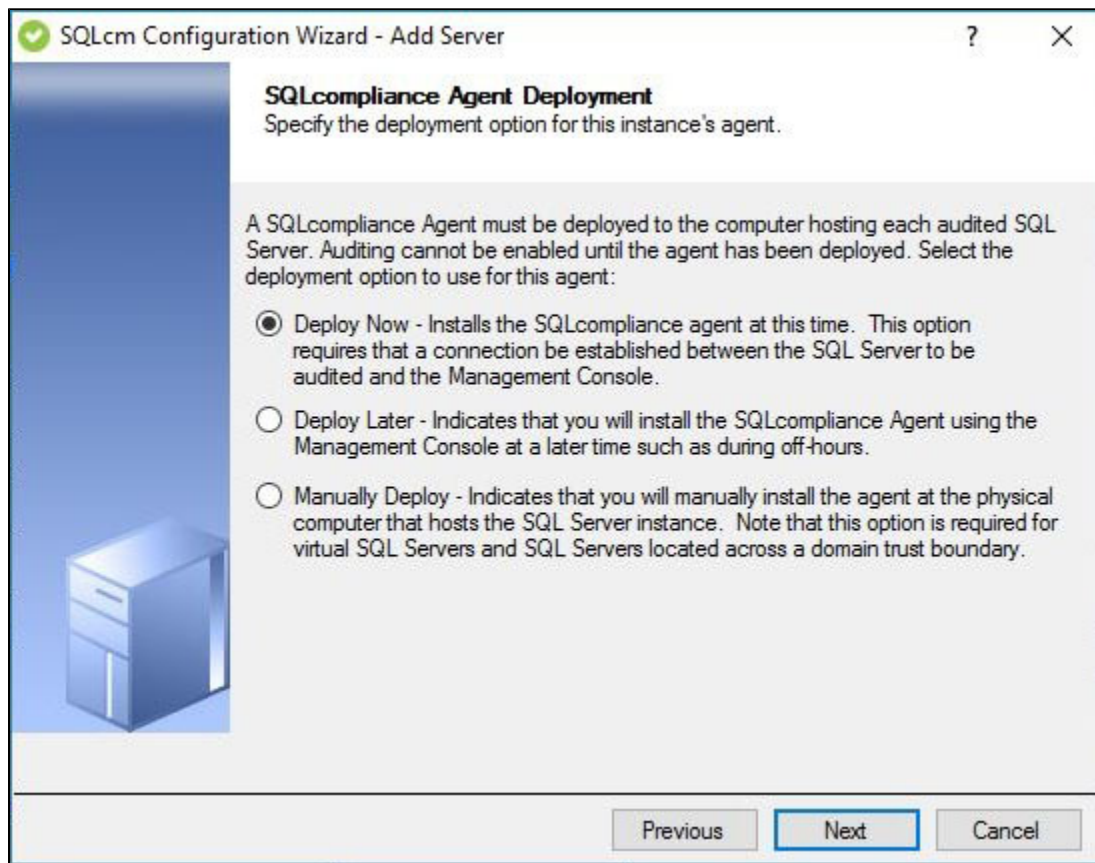 SQLcm Configuration Wizard - Add Server
SQLcompliance Agent Deployment
Specify the deployment option for this instance's agent.
A SQLcompliance Agent must be deployed to the computer hosting each audited SQL
Server. Auditing cannot be enabled until the agent has been deployed. Select the
deployment option to use for this agent:
Deploy Now - Installs the SQLcompliance agent at this time. This option
requires that a connection be established between the SQL Server to be
audited and the Management Console.
Deploy Later - Indicates that you will install the SQLcompliance Agent using the
Management Console at a later time such as during off-hours.
Manually Deploy - Indicates that you will manually install the agent at the physical
computer that hosts the SQL Server instance. Note that this option is required for
virtual SQL Servers and SQL Servers located across a domain trust boundary.
Previous Next Cancel